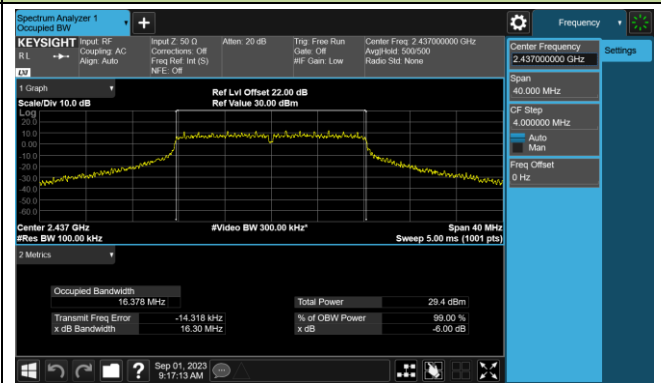 Spectrum Analyzer 1
Occupied BW
+
Frequency
KEYSIGHT
RL
LXI
Input: RF
Coupling: AC
Align: Auto
Input Z: 50 Ω
Corrections: Off
Freq Ref: Int (S)
NFE: Off
Atten: 20 dB
Trig: Free Run
Gate: Off
#IF Gain: Low
Center Freq: 2.437000000 GHz
Avg|Hold: 500/500
Radio Std: None
Center Frequency
2.437000000 GHz
Settings
Span
40.000 MHz
CF Step
4.000000 MHz
Auto
Man
Freq Offset
0 Hz
1 Graph
Scale/Div 10.0 dB
Ref Lvl Offset 22.00 dB
Ref Value 30.00 dBm
Log
20.0
10.0
0.00
-10.0
-20.0
-30.0
-40.0
-50.0
-60.0
Center 2.437 GHz
#Video BW 300.00 kHz*
Span 40 MHz
#Res BW 100.00 kHz
Sweep 5.00 ms (1001 pts)
2 Metrics
Occupied Bandwidth
16.378 MHz
Total Power 29.4 dBm
Transmit Freq Error -14.318 kHz
% of OBW Power 99.00 %
x dB Bandwidth 16.30 MHz
x dB -6.00 dB
?
Sep 01, 2023
9:17:13 AM